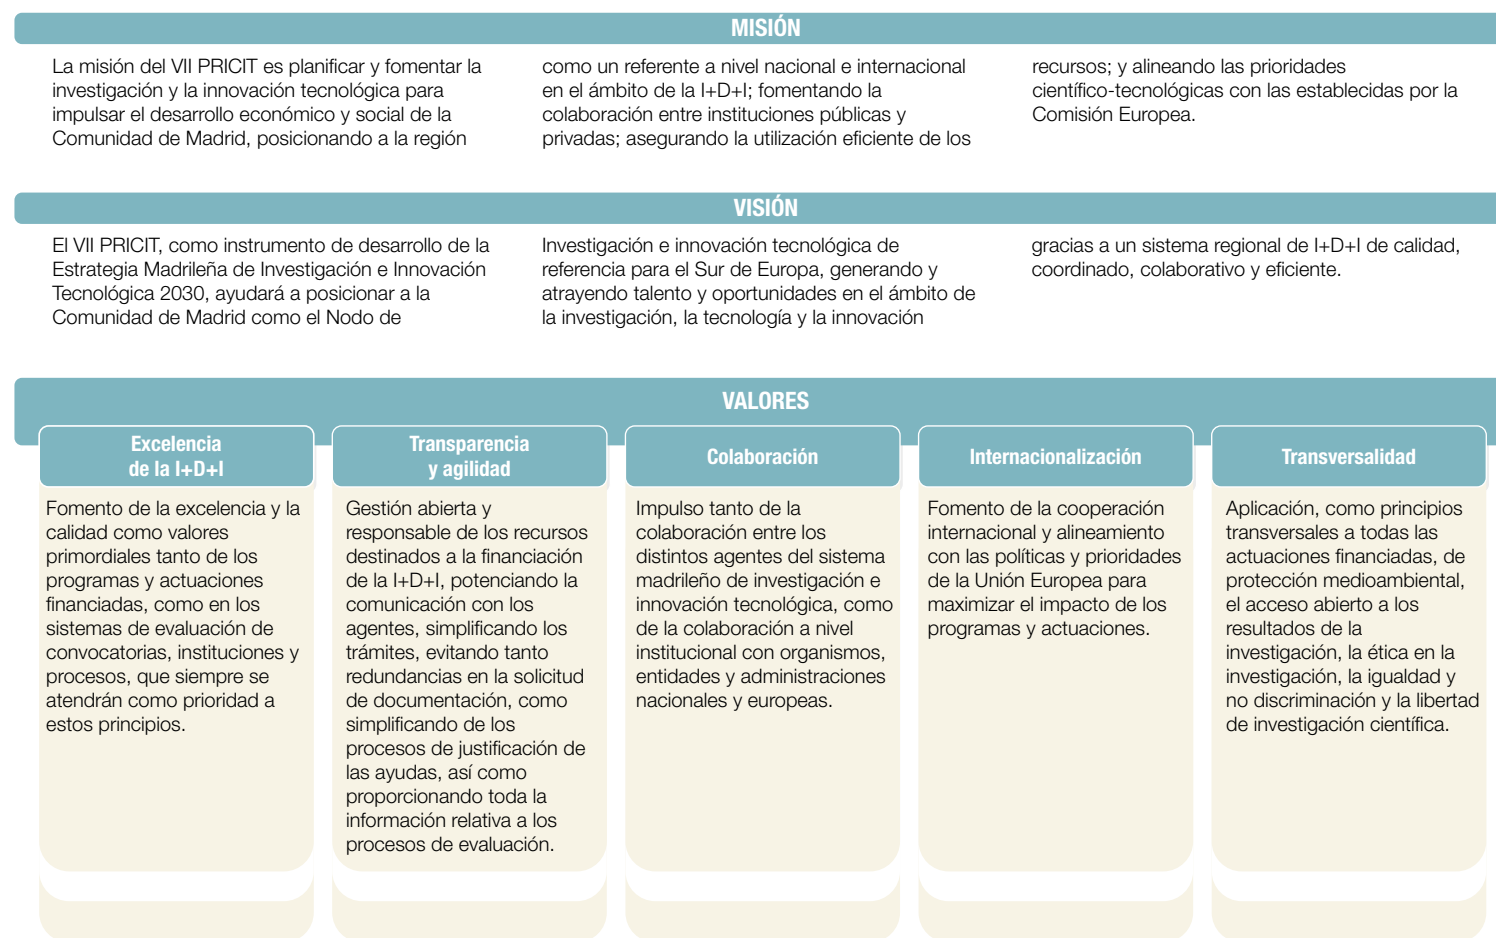 MISIÓN
La misión del VII PRICIT es planificar y fomentar la
investigación y la innovación tecnológica para
impulsar el desarrollo económico y social de la
Comunidad de Madrid, posicionando a la región
como un referente a nivel nacional e internacional
en el ámbito de la I+D+I; fomentando la
colaboración entre instituciones públicas y
privadas; asegurando la utilización eficiente de los
recursos; y alineando las prioridades
científico-tecnológicas con las establecidas por la
Comisión Europea.
VISIÓN
El VII PRICIT, como instrumento de desarrollo de la
Estrategia Madrileña de Investigación e Innovación
Tecnológica 2030, ayudará a posicionar a la
Comunidad de Madrid como el Nodo de
Investigación e innovación tecnológica de
referencia para el Sur de Europa, generando y
atrayendo talento y oportunidades en el ámbito de
la investigación, la tecnología y la innovación
gracias a un sistema regional de I+D+I de calidad,
coordinado, colaborativo y eficiente.
VALORES
Excelencia
de la I+D+I
Fomento de la excelencia y la
calidad como valores
primordiales tanto de los
programas y actuaciones
financiadas, como en los
sistemas de evaluación de
convocatorias, instituciones y
procesos, que siempre se
atendrán como prioridad a
estos principios.
Transparencia
y agilidad
Gestión abierta y
responsable de los recursos
destinados a la financiación
de la I+D+I, potenciando la
comunicación con los
agentes, simplificando los
trámites, evitando tanto
redundancias en la solicitud
de documentación, como
simplificando de los
procesos de justificación de
las ayudas, así como
proporcionando toda la
información relativa a los
procesos de evaluación.
Colaboración
Impulso tanto de la
colaboración entre los
distintos agentes del sistema
madrileño de investigación e
innovación tecnológica, como
de la colaboración a nivel
institucional con organismos,
entidades y administraciones
nacionales y europeas.
Internacionalización
Fomento de la cooperación
internacional y alineamiento
con las políticas y prioridades
de la Unión Europea para
maximizar el impacto de los
programas y actuaciones.
Transversalidad
Aplicación, como principios
transversales a todas las
actuaciones financiadas, de
protección medioambiental,
el acceso abierto a los
resultados de la
investigación, la ética en la
investigación, la igualdad y
no discriminación y la libertad
de investigación científica.